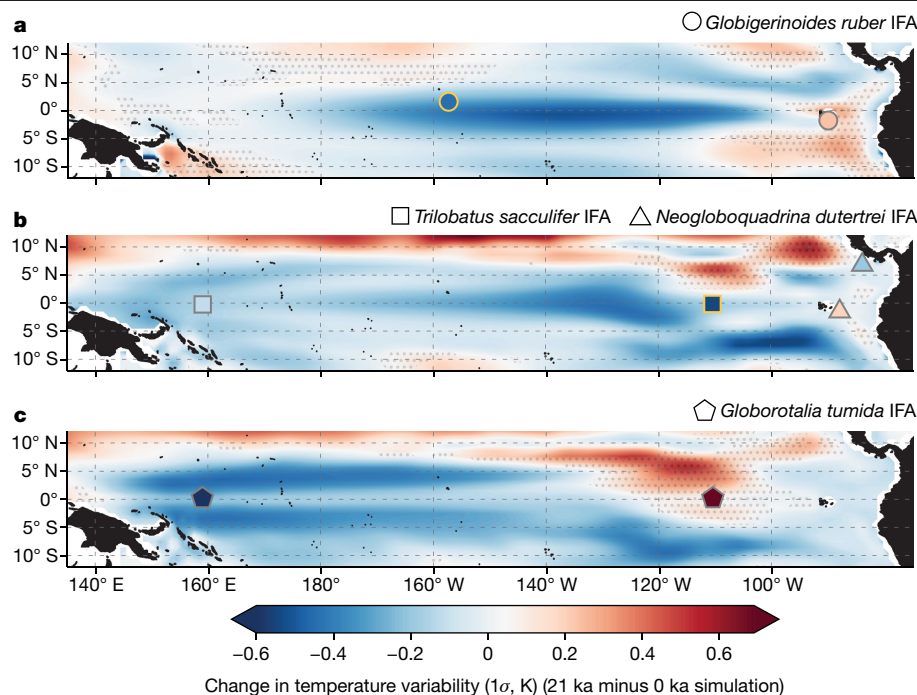 a
Globigerinoides ruber IFA
10° N
5° N
0°
5° S
10° S
b
Trilobatus sacculifer IFA Neogloboquadrina dutertrei IFA
10° N
5° N
0°
5° S
10° S
c
Globorotalia tumida IFA
10° N
5° N
0°
5° S
10° S
140° E 160° E 180° 160° W 140° W 120° W 100° W
−0.6 −0.4 −0.2 0 0.2 0.4 0.6
Change in temperature variability (1σ, K) (21 ka minus 0 ka simulation)